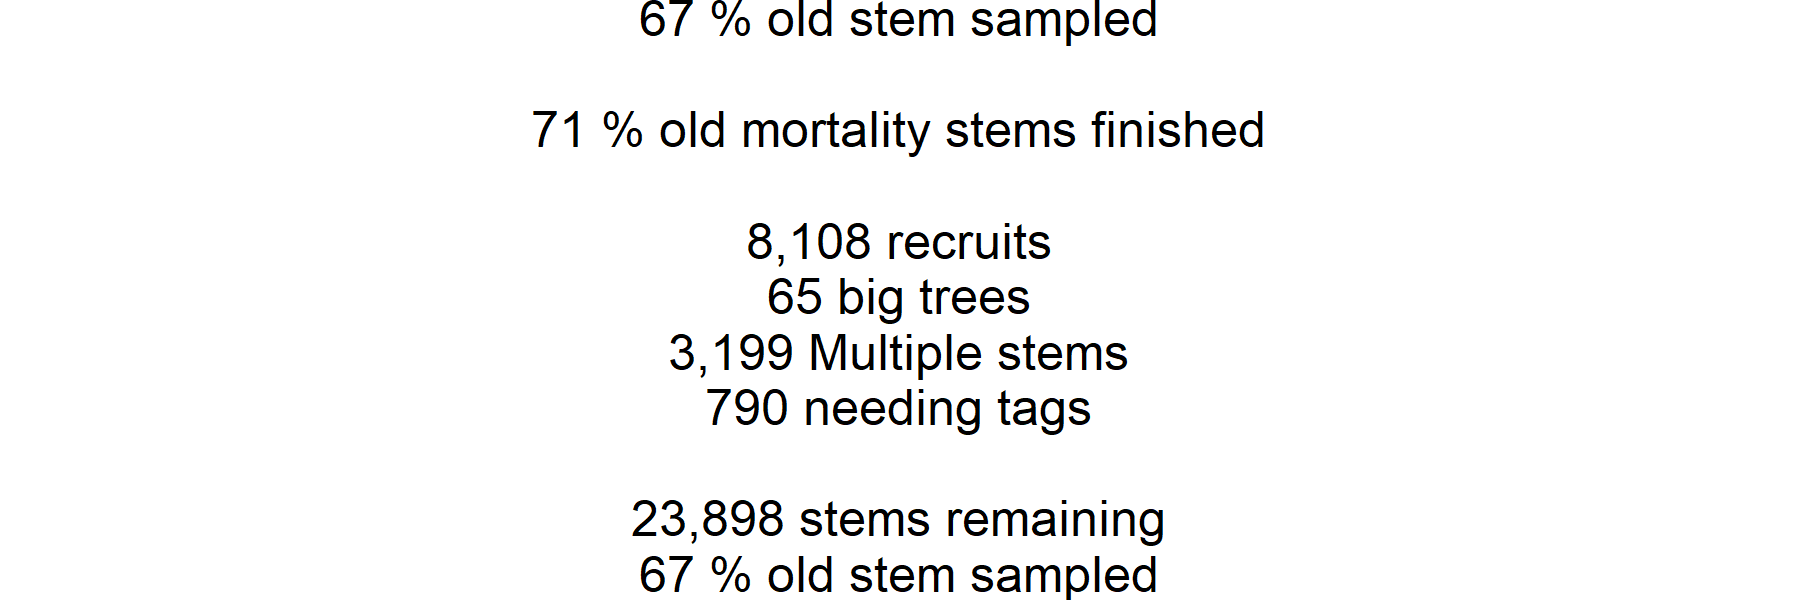 67 % old stem sampled
71 % old mortality stems finished
8,108 recruits
65 big trees
3,199 Multiple stems
790 needing tags
23,898 stems remaining
67 % old stem sampled